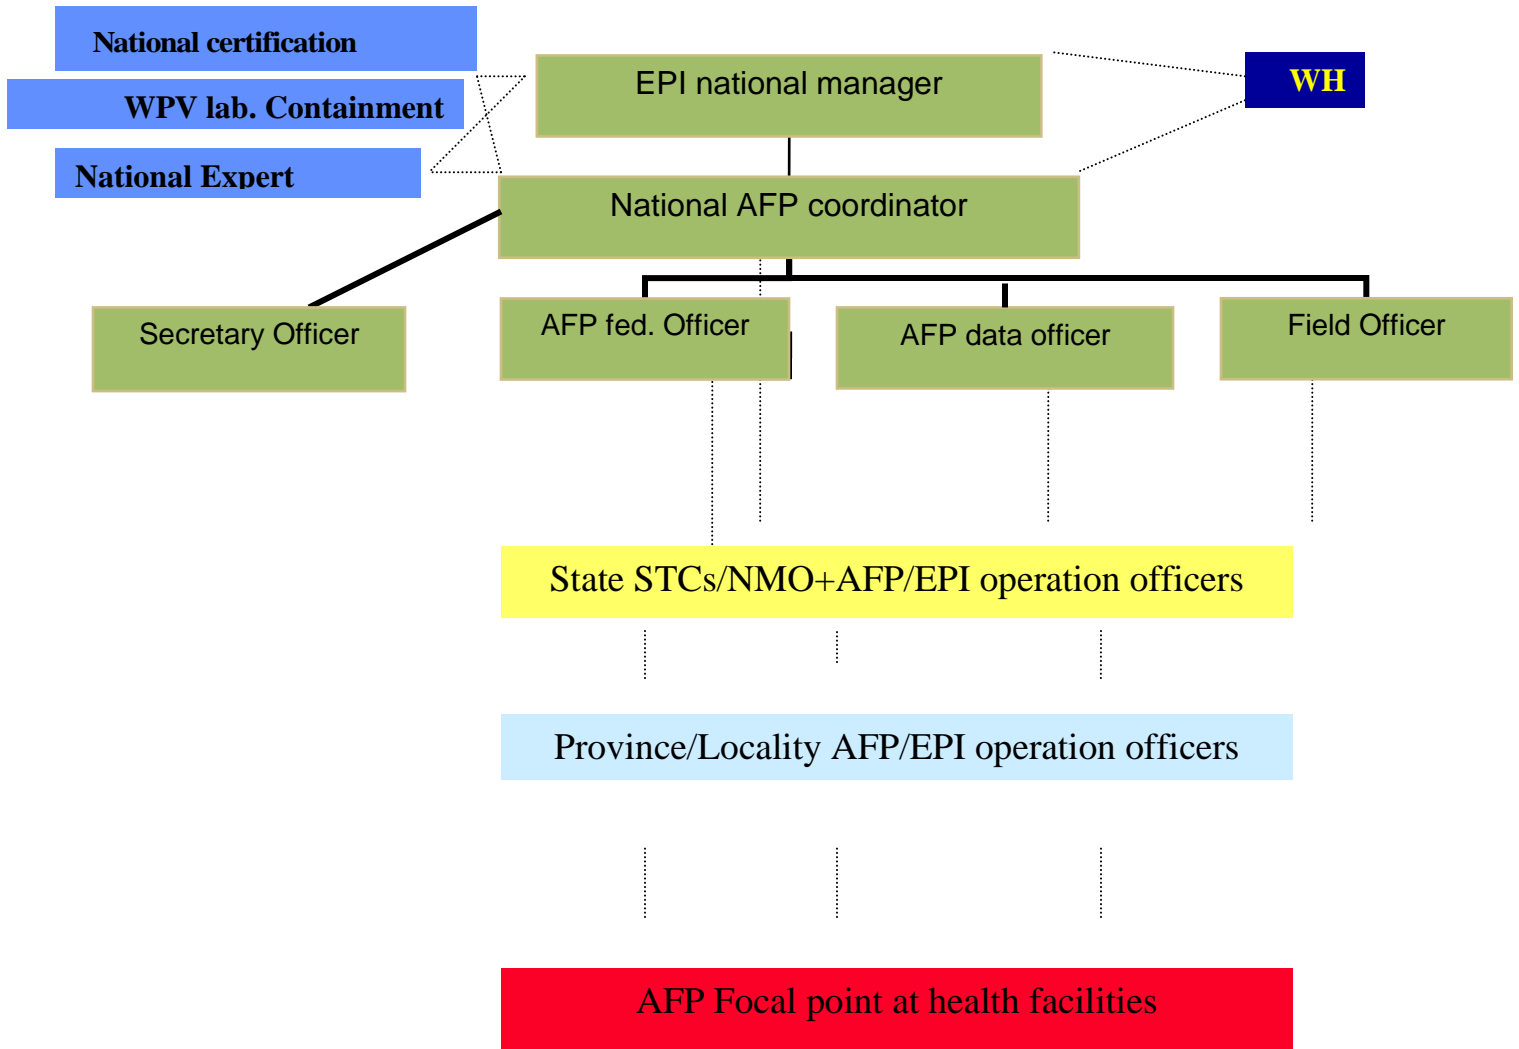 National certification
EPI national manager
WH
WPV lab. Containment
National Expert
National AFP coordinator
Secretary Officer
AFP fed. Officer
AFP data officer
Field Officer
State STCs/NMO+AFP/EPI operation officers
Province/Locality AFP/EPI operation officers
AFP Focal point at health facilities